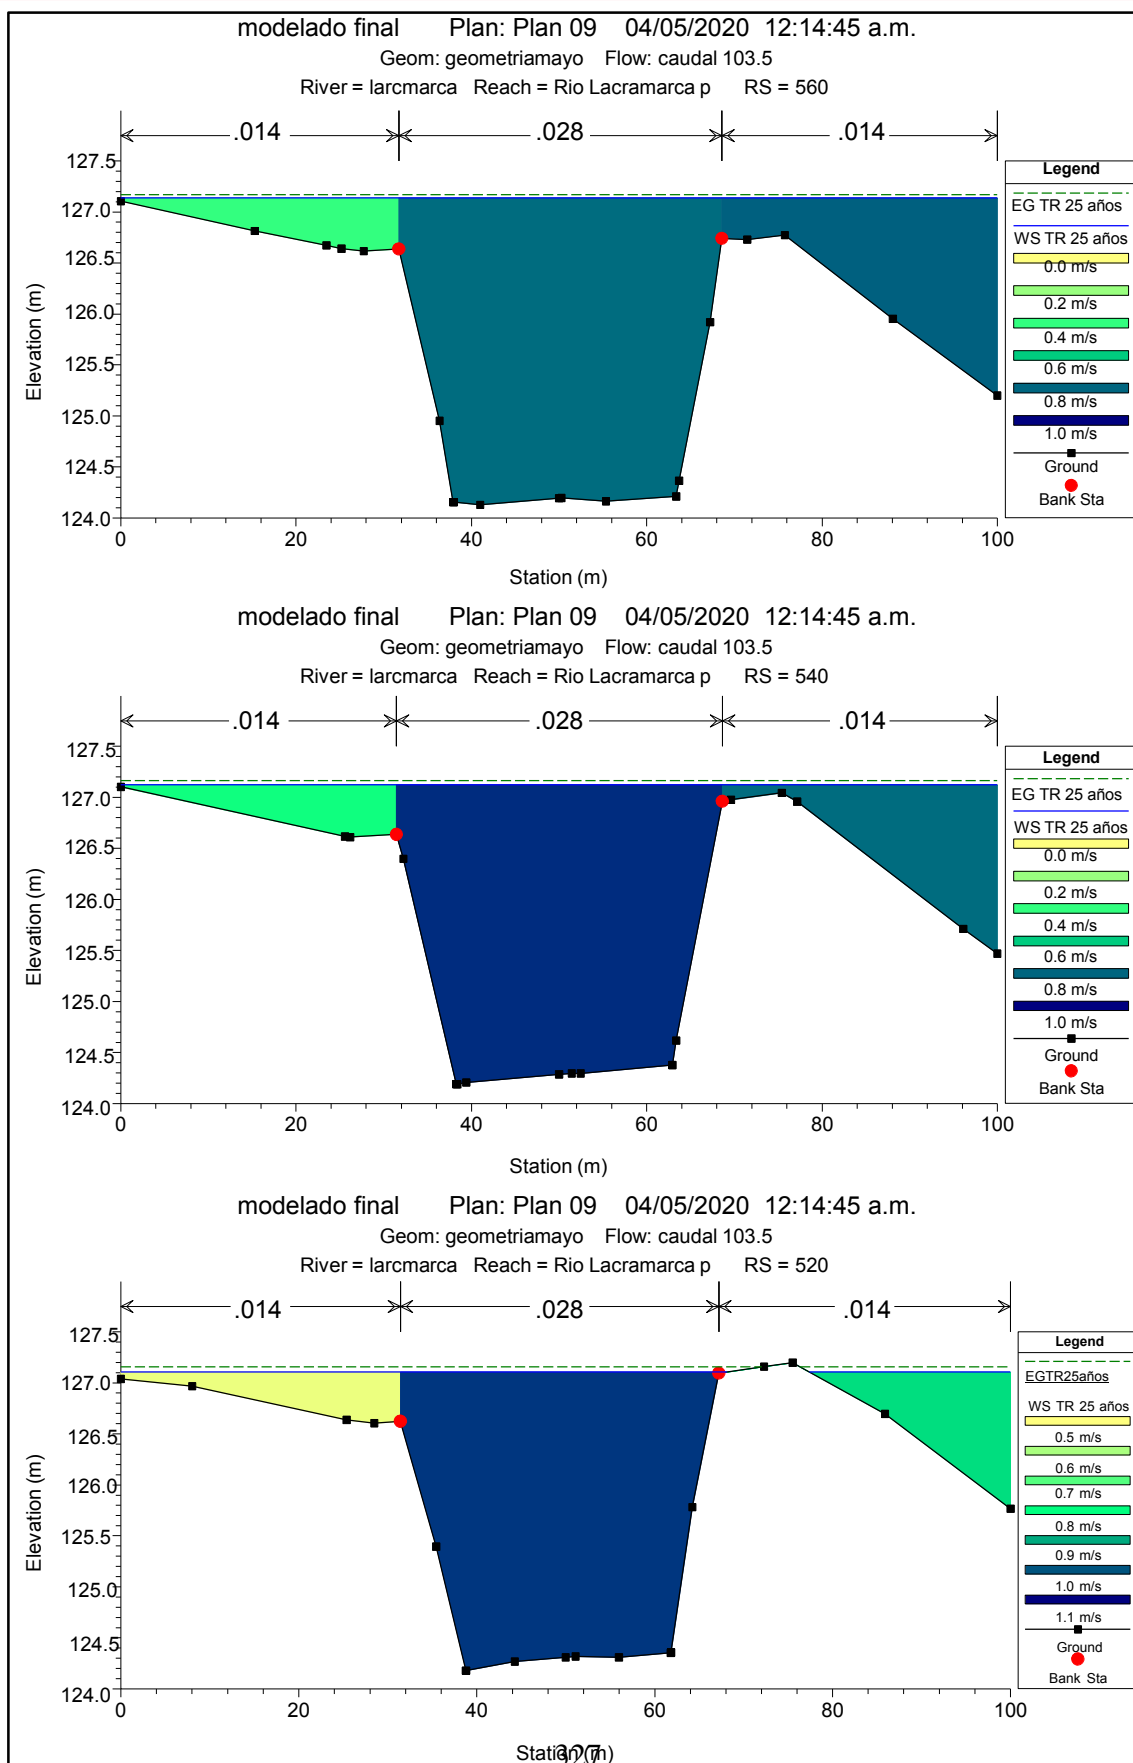 modelado final Plan: Plan 09 04/05/2020 12:14:45 a.m.
Geom: geometriamayo Flow: caudal 103.5
River = larcmarca Reach = Rio Lacramarca p RS = 560
.014 .028 .014
127.5
127.0
126.5
126.0
125.5
125.0
124.5
124.0
Elevation (m)
0 20 40 60 80 100
Station (m)
Legend
EG TR 25 años
WS TR 25 años
0.0 m/s
0.2 m/s
0.4 m/s
0.6 m/s
0.8 m/s
1.0 m/s
Ground
Bank Sta
modelado final Plan: Plan 09 04/05/2020 12:14:45 a.m.
Geom: geometriamayo Flow: caudal 103.5
River = larcmarca Reach = Rio Lacramarca p RS = 540
.014 .028 .014
127.5
127.0
126.5
126.0
125.5
125.0
124.5
124.0
Elevation (m)
0 20 40 60 80 100
Station (m)
Legend
EG TR 25 años
WS TR 25 años
0.0 m/s
0.2 m/s
0.4 m/s
0.6 m/s
0.8 m/s
1.0 m/s
Ground
Bank Sta
modelado final Plan: Plan 09 04/05/2020 12:14:45 a.m.
Geom: geometriamayo Flow: caudal 103.5
River = larcmarca Reach = Rio Lacramarca p RS = 520
.014 .028 .014
127.5
127.0
126.5
126.0
125.5
125.0
124.5
124.0
Elevation (m)
0 20 40 60 80 100
Station (m)
Legend
EGTR25años
WS TR 25 años
0.5 m/s
0.6 m/s
0.7 m/s
0.8 m/s
0.9 m/s
1.0 m/s
1.1 m/s
Ground
Bank Sta
327